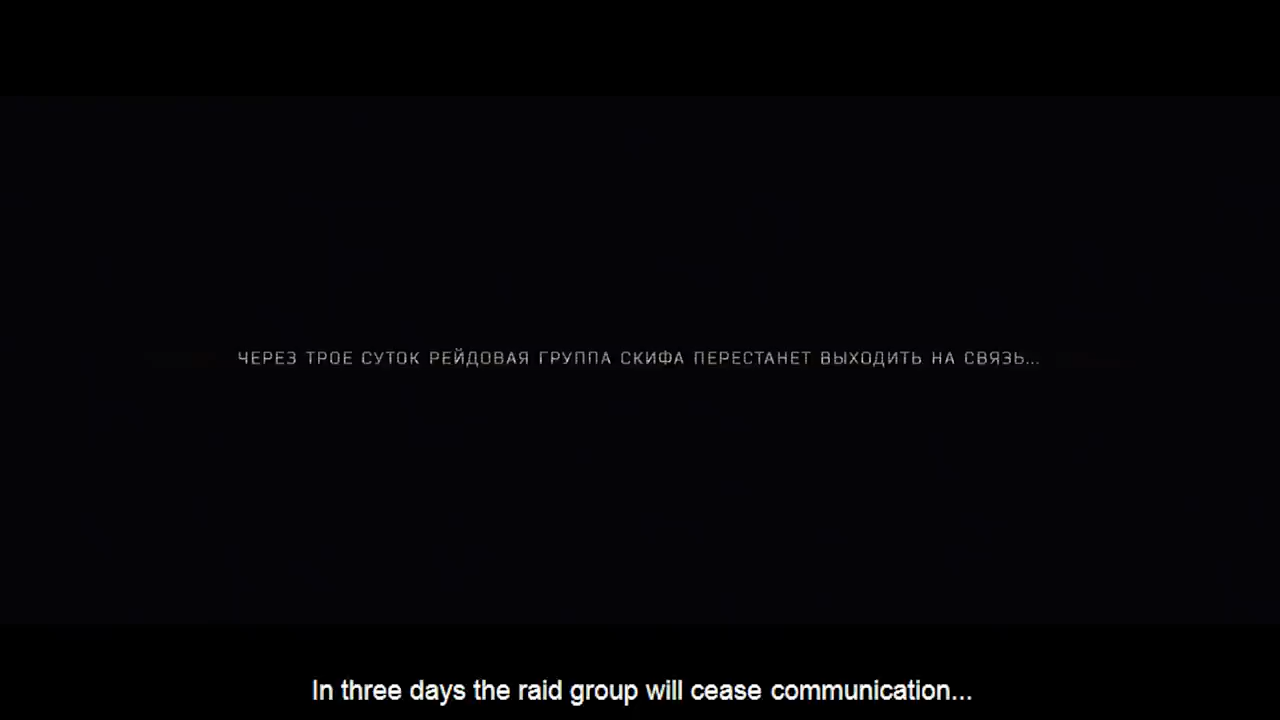 ЧЕРЕЗ ТРОЕ СУТОК РЕЙДОВАЯ ГРУППА СКИФА ПЕРЕСТАНЕТ ВЫХОДИТЬ НА СВЯЗЬ...
In three days the raid group will cease communication...